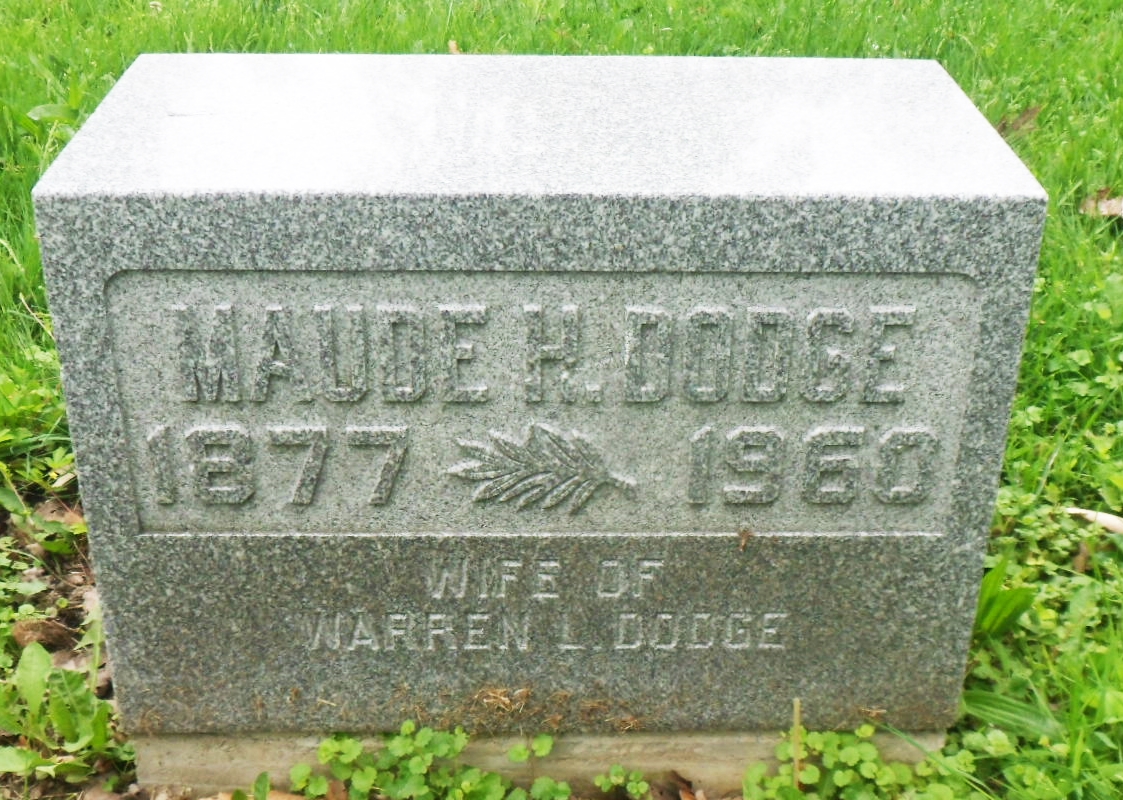 MAUDE H. DODGE
1877 1960
WIFE OF
WARREN L. DODGE